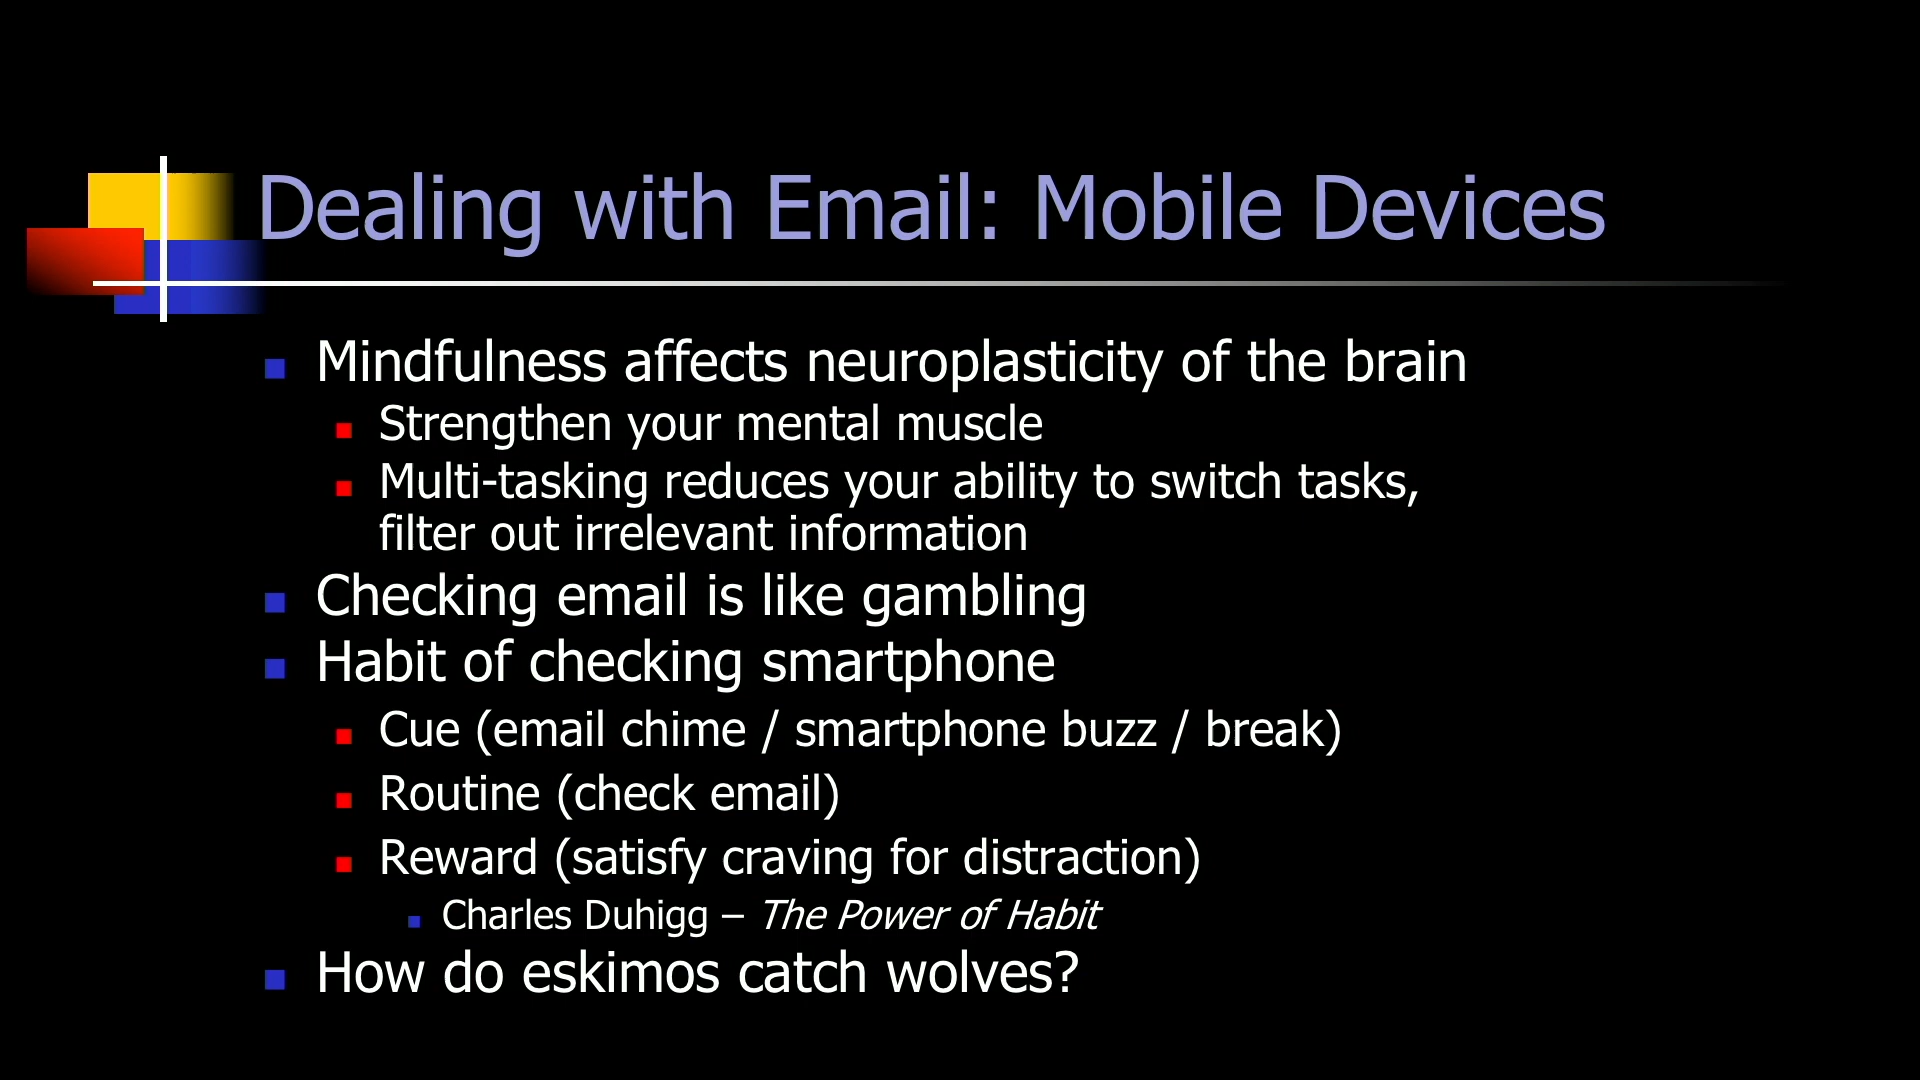 Dealing with Email: Mobile Devices
Mindfulness affects neuroplasticity of the brain
Strengthen your mental muscle
Multi-tasking reduces your ability to switch tasks,
filter out irrelevant information
Checking email is like gambling
Habit of checking smartphone
Cue (email chime / smartphone buzz / break)
Routine (check email)
Reward (satisfy craving for distraction)
Charles Duhigg – The Power of Habit
How do eskimos catch wolves?